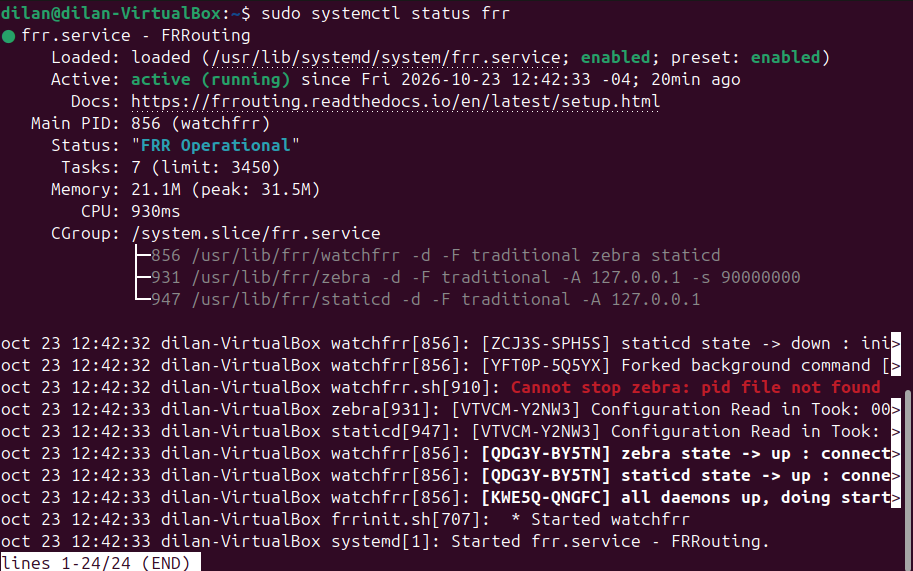 dilan@dilan-VirtualBox:~$ sudo systemctl status frr
● frr.service - FRRouting
     Loaded: loaded (/usr/lib/systemd/system/frr.service; enabled; preset: enabled)
     Active: active (running) since Fri 2026-10-23 12:42:33 -04; 20min ago
       Docs: https://frrouting.readthedocs.io/en/latest/setup.html
   Main PID: 856 (watchfrr)
     Status: "FRR Operational"
      Tasks: 7 (limit: 3450)
     Memory: 21.1M (peak: 31.5M)
        CPU: 930ms
     CGroup: /system.slice/frr.service
             ├─856 /usr/lib/frr/watchfrr -d -F traditional zebra staticd
             ├─931 /usr/lib/frr/zebra -d -F traditional -A 127.0.0.1 -s 90000000
             └─947 /usr/lib/frr/staticd -d -F traditional -A 127.0.0.1

oct 23 12:42:32 dilan-VirtualBox watchfrr[856]: [ZCJ3S-SPH5S] staticd state -> down : ini>
oct 23 12:42:32 dilan-VirtualBox watchfrr[856]: [YFT0P-5Q5YX] Forked background command [>
oct 23 12:42:32 dilan-VirtualBox watchfrr.sh[910]: Cannot stop zebra: pid file not found
oct 23 12:42:33 dilan-VirtualBox zebra[931]: [VTVCM-Y2NW3] Configuration Read in Took: 00>
oct 23 12:42:33 dilan-VirtualBox staticd[947]: [VTVCM-Y2NW3] Configuration Read in Took: >
oct 23 12:42:33 dilan-VirtualBox watchfrr[856]: [QDG3Y-BY5TN] zebra state -> up : connect>
oct 23 12:42:33 dilan-VirtualBox watchfrr[856]: [QDG3Y-BY5TN] staticd state -> up : conne>
oct 23 12:42:33 dilan-VirtualBox watchfrr[856]: [KWE5Q-QNGFC] all daemons up, doing start>
oct 23 12:42:33 dilan-VirtualBox frrinit.sh[707]:  * Started watchfrr
oct 23 12:42:33 dilan-VirtualBox systemd[1]: Started frr.service - FRRouting.
lines 1-24/24 (END)